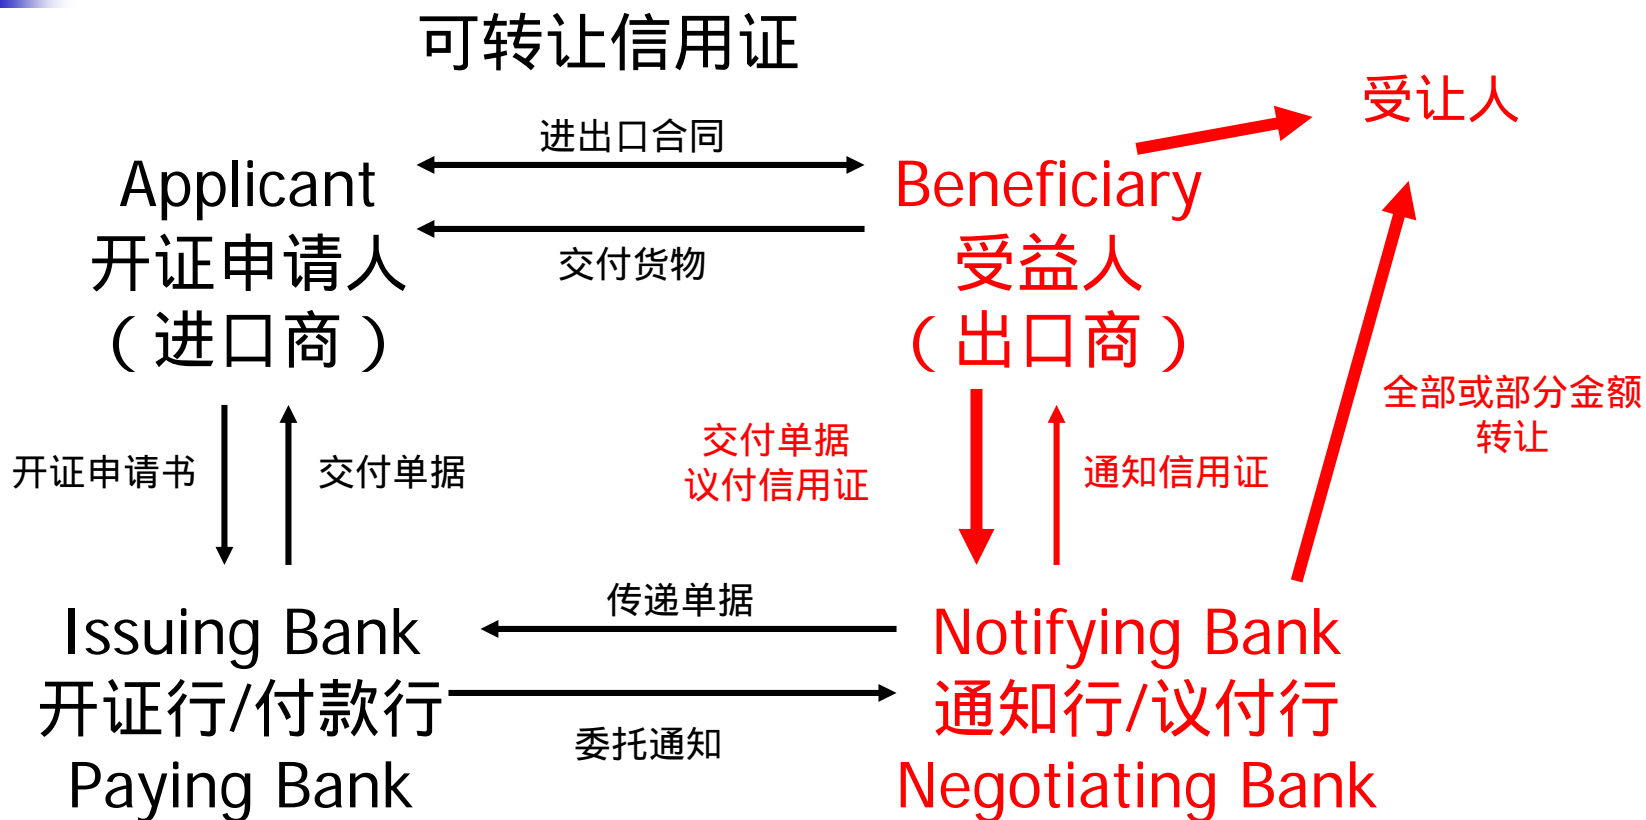 可转让信用证
受让人
进出口合同
Applicant
开证申请人
（进口商）
Beneficiary
受益人
（出口商）
交付货物
全部或部分金额
转让
开证申请书
交付单据
交付单据
议付信用证
通知信用证
传递单据
Issuing Bank
开证行/付款行
Paying Bank
Notifying Bank
通知行/议付行
Negotiating Bank
委托通知